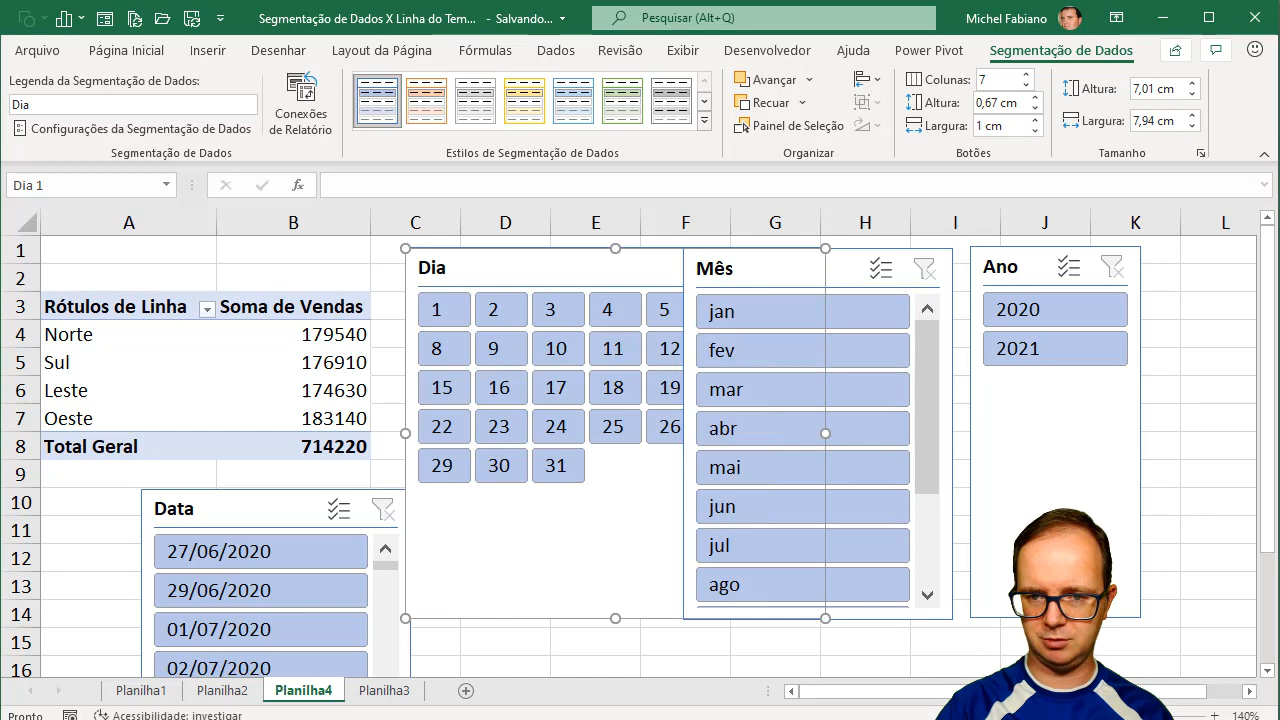 Segmentação de Dados X Linha do Tem... - Salvando...
Pesquisar (Alt+Q)
Michel Fabiano
Arquivo Página Inicial Inserir Desenhar Layout da Página Fórmulas Dados Revisão Exibir Desenvolvedor Ajuda Power Pivot Segmentação de Dados
Legenda da Segmentação de Dados:
Dia
Configurações da Segmentação de Dados
Conexões
de Relatório
Segmentação de Dados
Estilos de Segmentação de Dados
Avançar
Recuar
Painel de Seleção
Organizar
Colunas: 7
Altura: 0,67 cm
Largura: 1 cm
Botões
Altura: 7,01 cm
Largura: 7,94 cm
Tamanho
Dia 1
fx
A B C D E F G H I J K L
1
2
3 Rótulos de Linha Soma de Vendas
4 Norte 179540
5 Sul 176910
6 Leste 174630
7 Oeste 183140
8 Total Geral 714220
9
10
11
12
13
14
15
16
Data
27/06/2020
29/06/2020
01/07/2020
02/07/2020
Dia
1 2 3 4 5
8 9 10 11 12
15 16 17 18 19
22 23 24 25 26
29 30 31
Mês
jan
fev
mar
abr
mai
jun
jul
ago
Ano
2020
2021
Planilha1 Planilha2 Planilha4 Planilha3
Pronto Acessibilidade: investigar 140%